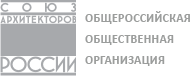 СОЮЗ
АРХИТЕКТОРОВ
РОССИИ
ОБЩЕРОССИЙСКАЯ
ОБЩЕСТВЕННАЯ
ОРГАНИЗАЦИЯ